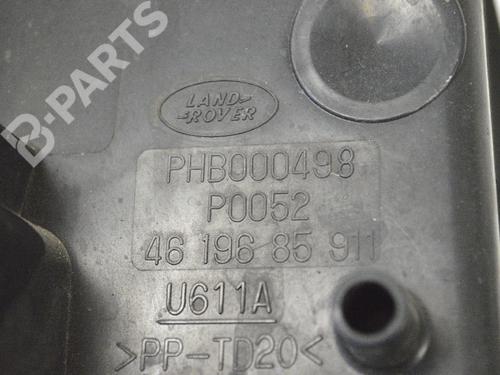 B-PARTS
LAND-
-ROVER
PHB000498
P0052
46 196 85 911
U611A
>PP-TD20<